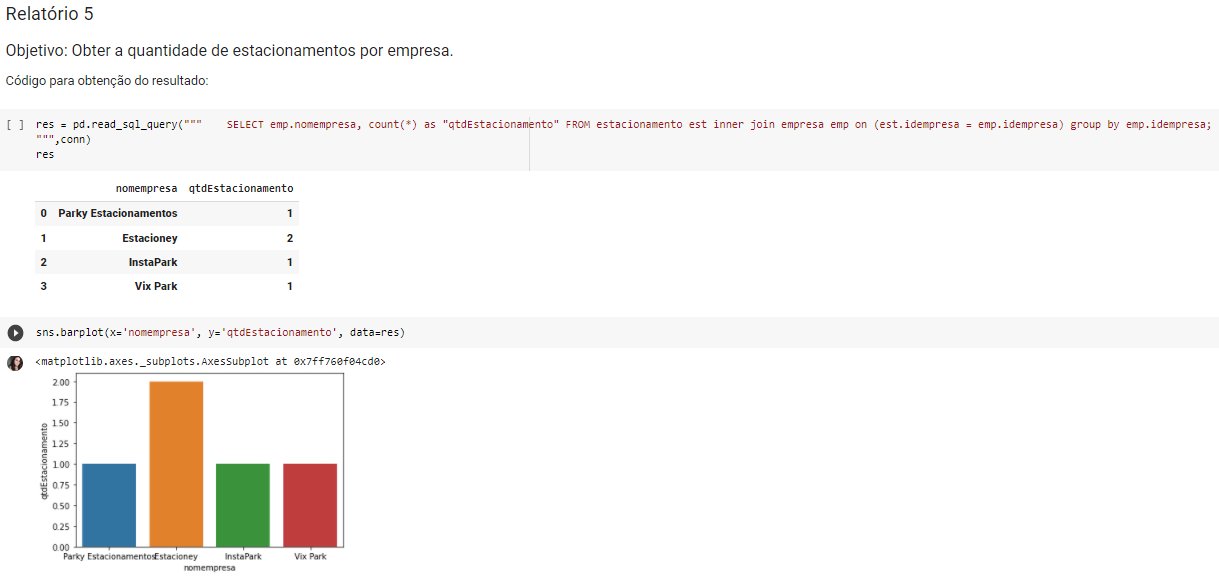 Relatório 5
Objetivo: Obter a quantidade de estacionamentos por empresa.
Código para obtenção do resultado:
[ ] res = pd.read_sql_query("""    SELECT emp.nomempresa, count(*) as "qtdEstacionamento" FROM estacionamento est inner join empresa emp on (est.idempresa = emp.idempresa) group by emp.idempresa;
""",conn)
res
nomempresa qtdEstacionamento
0 Parky Estacionamentos 1
1 Estacioney 2
2 InstaPark 1
3 Vix Park 1
sns.barplot(x='nomempresa', y='qtdEstacionamento', data=res)
<matplotlib.axes._subplots.AxesSubplot at 0x7ff760f04cd0>
2.00
1.75
1.50
1.25
1.00
0.75
0.50
0.25
0.00
qtdEstacionamento
Parky Estacionamentos Estacioney InstaPark Vix Park
nomempresa